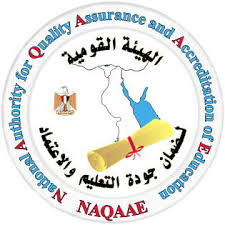 National Authority for Quality Assurance and Accreditation of Education
الهيئة القومية
لضمان جودة التعليم والاعتماد
N NAQAAE